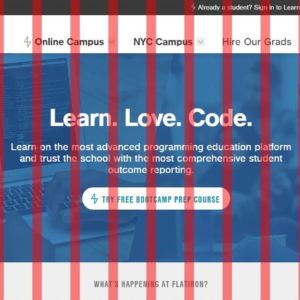 Already a student? Sign in to Learn
Online Campus
NYC Campus
Hire Our Grads
Learn. Love. Code.
Learn on the most advanced programming education platform
and trust the school with the most comprehensive student
outcome reporting.
TRY FREE BOOTCAMP PREP COURSE
WHAT'S HAPPENING AT FLATIRON?